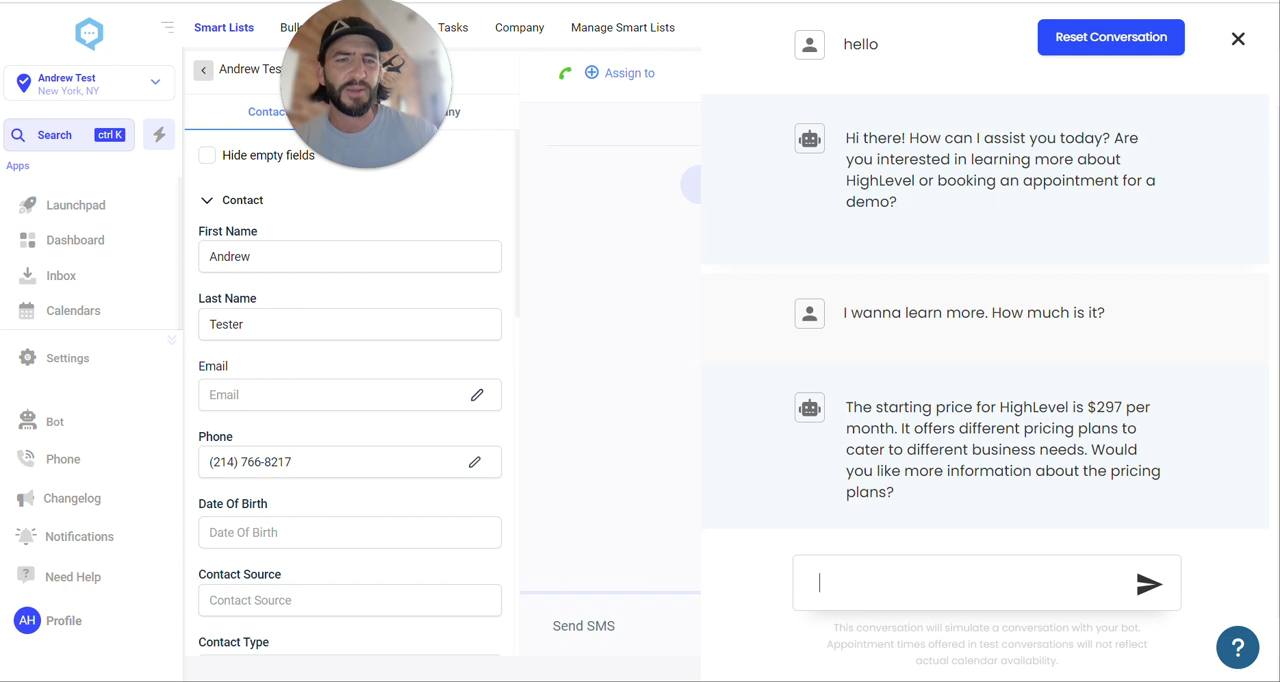 Smart Lists
Tasks
Company
Manage Smart Lists
Andrew Test
New York, NY
Search
ctrl K
Apps
Launchpad
Dashboard
Inbox
Calendars
Settings
Bot
Phone
Changelog
Notifications
? Need Help
AH Profile
Hide empty fields
Contact
First Name
Andrew
Last Name
Tester
Email
Email
Phone
(214) 766-8217
Date Of Birth
Date Of Birth
Contact Source
Contact Source
Contact Type
Assign to
Send SMS
hello
Reset Conversation
Hi there! How can I assist you today? Are
you interested in learning more about
HighLevel or booking an appointment for a
demo?
I wanna learn more. How much is it?
The starting price for HighLevel is $297 per
month. It offers different pricing plans to
cater to different business needs. Would
you like more information about the pricing
plans?
This conversation will simulate a conversation with your bot.
Appointment times offered in test conversations will not reflect
actual calendar availability.
?